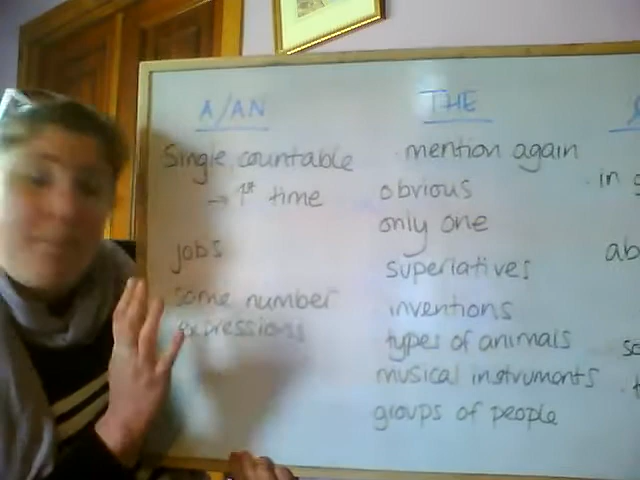 A/AN
Single, countable
→ 1st time
jobs
some number
expressions
THE
mention again
obvious
only one
superlatives
inventions
types of animals
musical instruments
groups of people
in